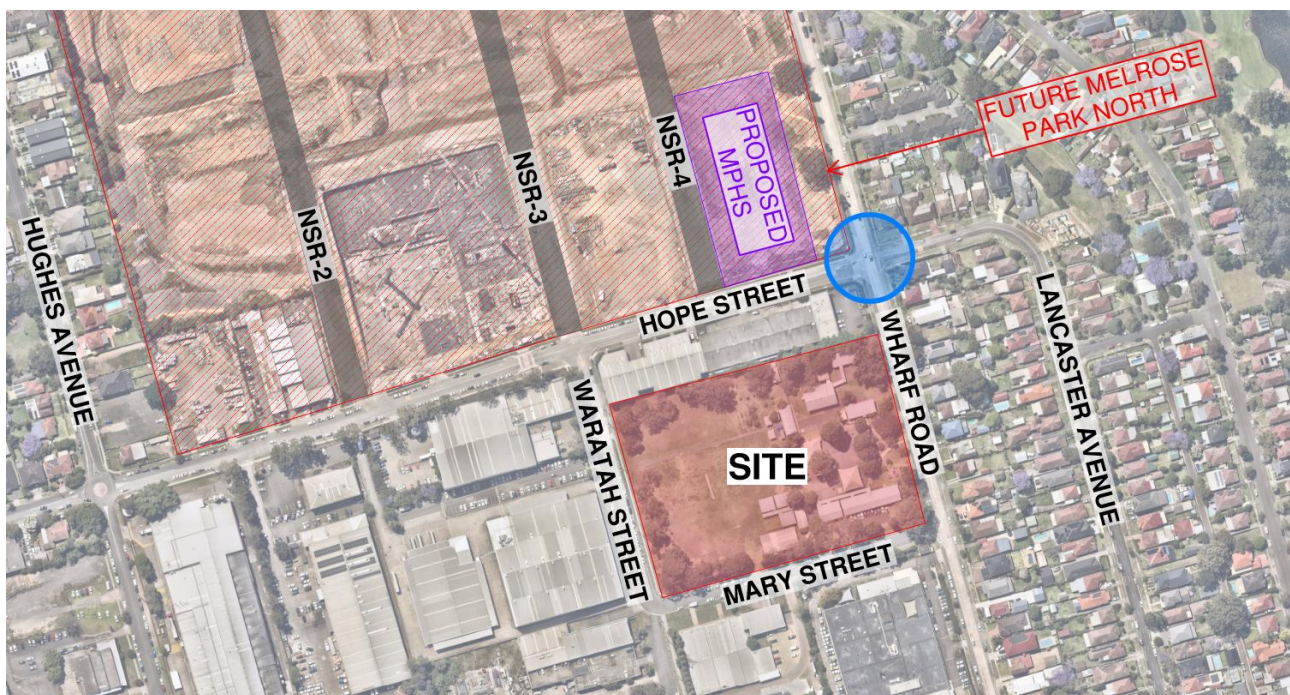 FUTURE MELROSE
PARK NORTH
PROPOSED
MPHS
NSR-4
NSR-3
NSR-2
HUGHES AVENUE
HOPE STREET
LANCASTER AVENUE
WHARF ROAD
WARATAH STREET
SITE
MARY STREET